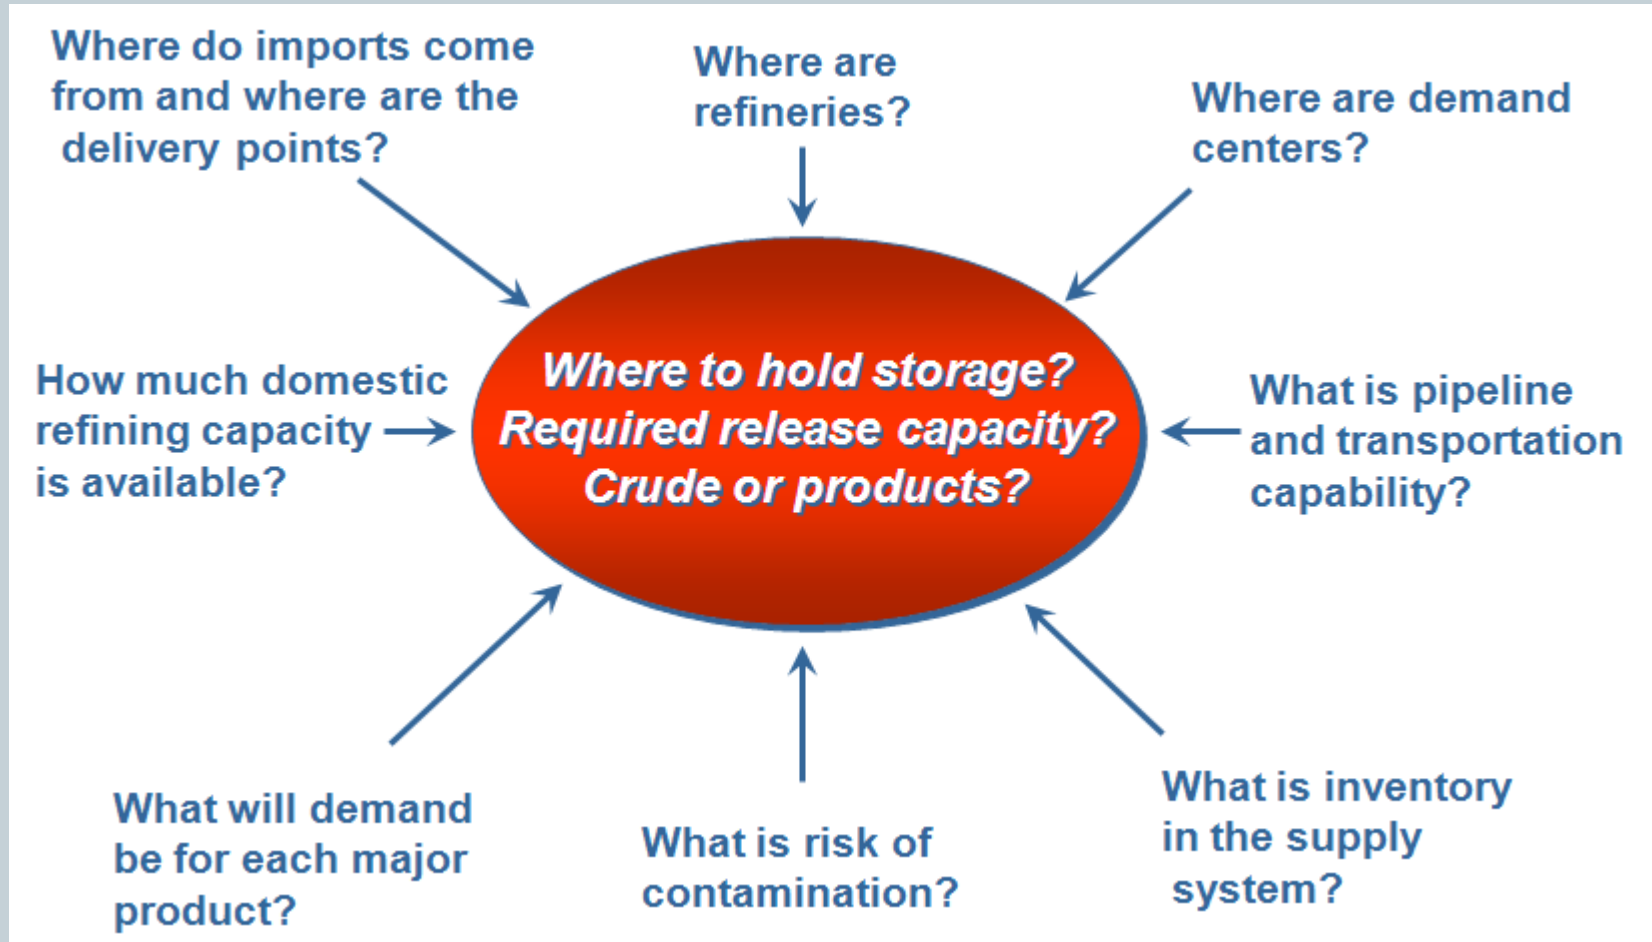 Where do imports come
from and where are the
delivery points?
Where are
refineries?
Where are demand
centers?
How much domestic
refining capacity
is available?
Where to hold storage?
Required release capacity?
Crude or products?
What is pipeline
and transportation
capability?
What will demand
be for each major
product?
What is risk of
contamination?
What is inventory
in the supply
system?